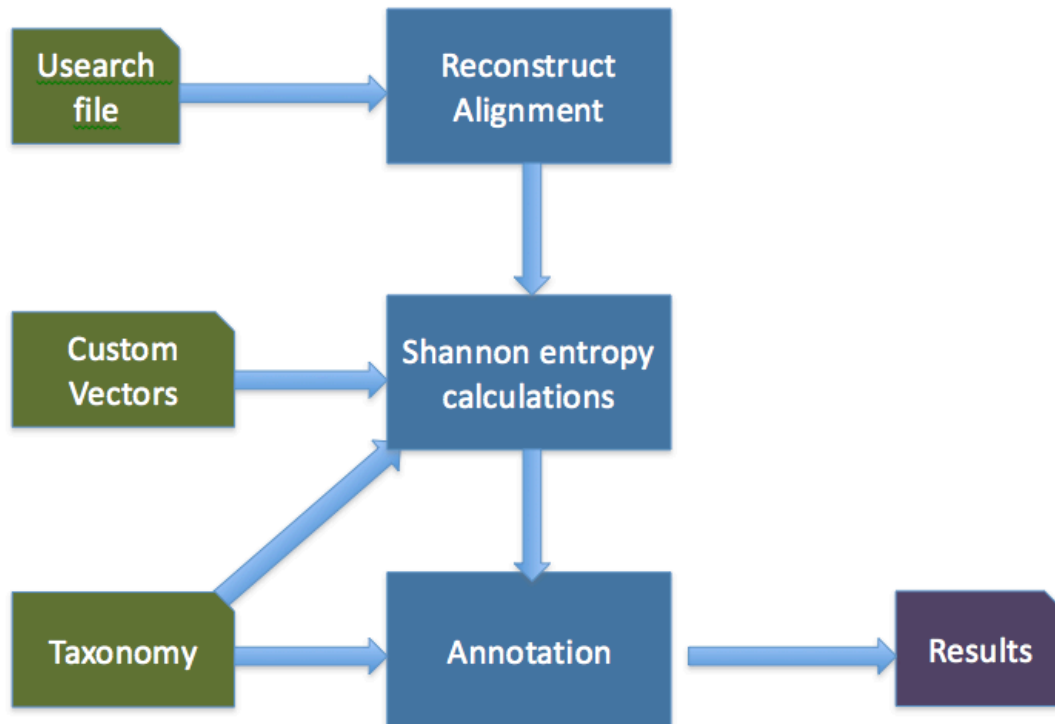 Usearch
file
Reconstruct
Alignment
Custom
Vectors
Shannon entropy
calculations
Taxonomy
Annotation
Results